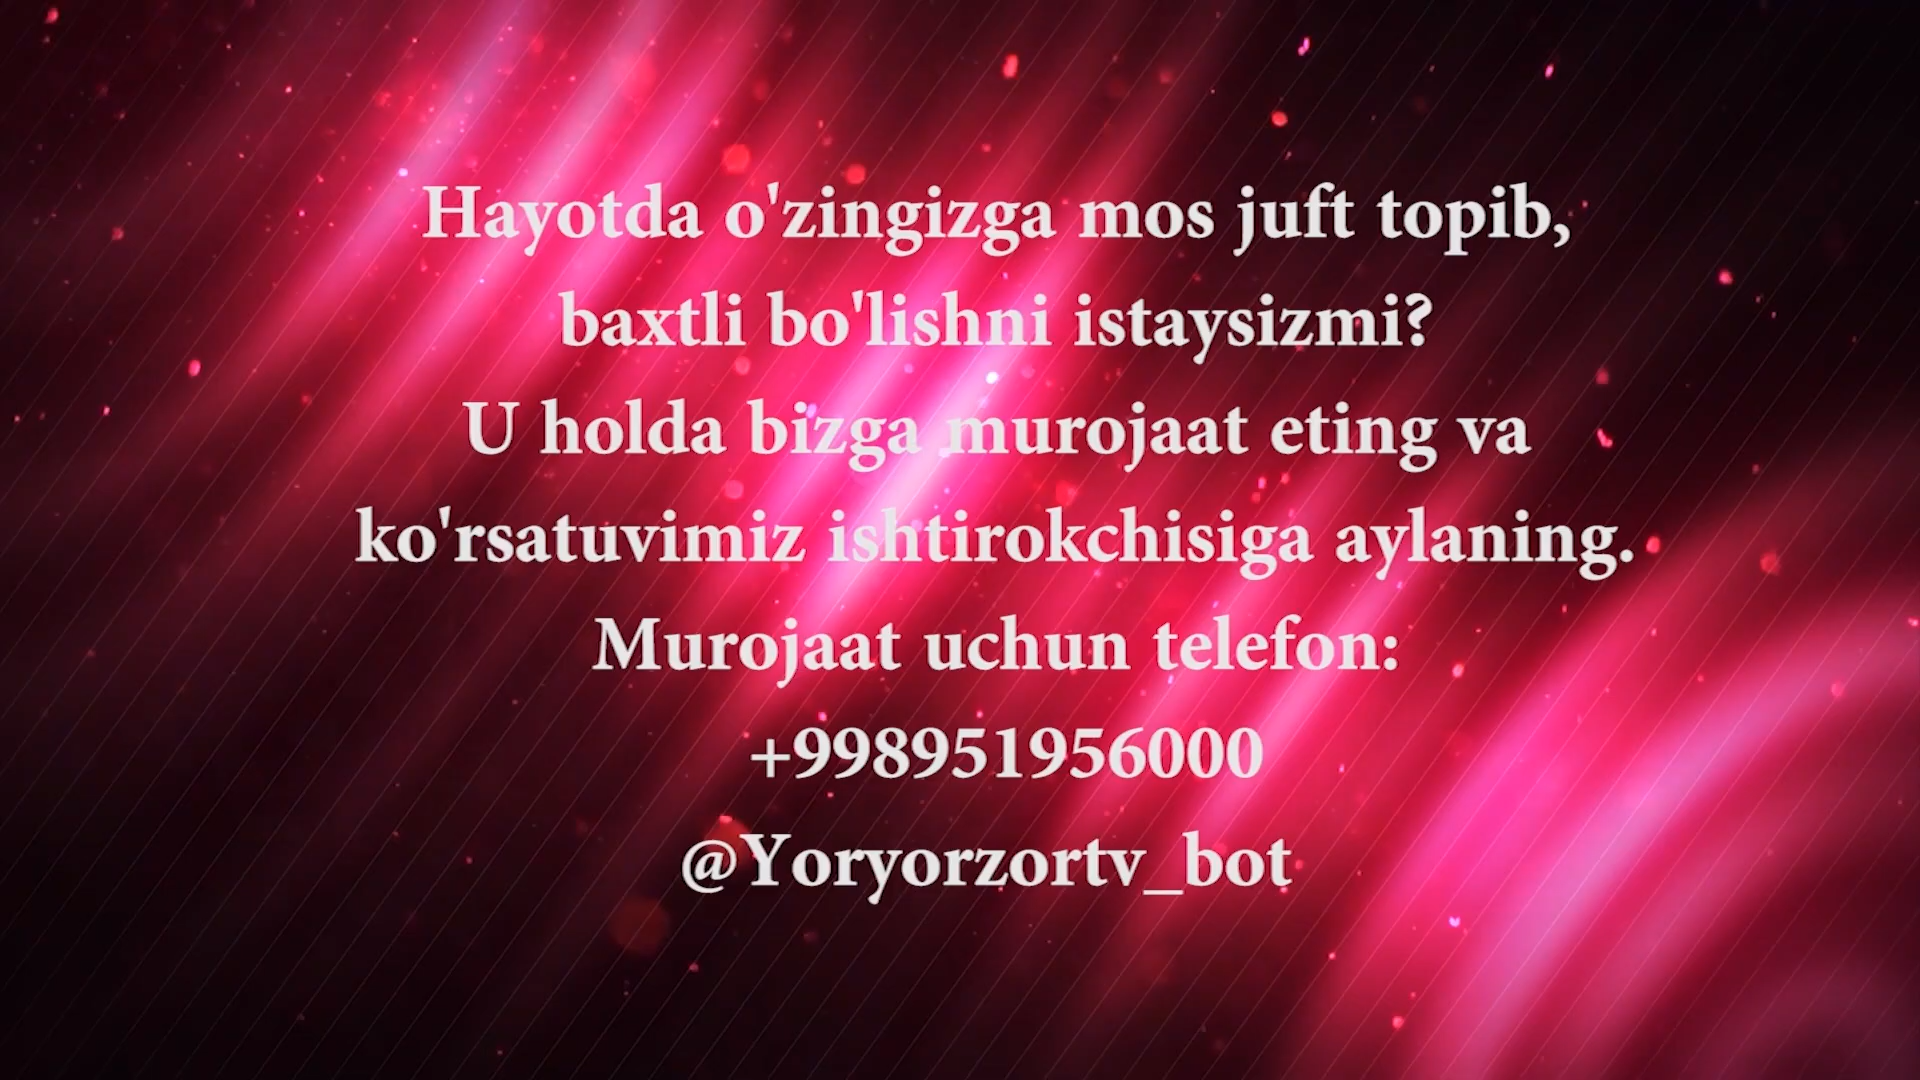 Hayotda o'zingizga mos juft topib,
baxtli bo'lishni istaysizmi?
U holda bizga murojaat eting va
ko'rsatuvimiz ishtirokchisiga aylaning.
Murojaat uchun telefon:
+998951956000
@Yoryorzortv_bot